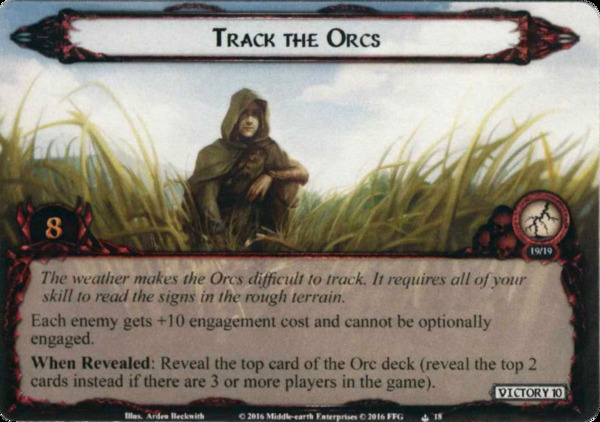 Track the Orcs
8
19/19
The weather makes the Orcs difficult to track. It requires all of your
skill to read the signs in the rough terrain.
Each enemy gets +10 engagement cost and cannot be optionally
engaged.
When Revealed: Reveal the top card of the Orc deck (reveal the top 2
cards instead if there are 3 or more players in the game).
VICTORY 10
Illus. Arden Beckwith © 2016 Middle-earth Enterprises © 2016 FFG 18